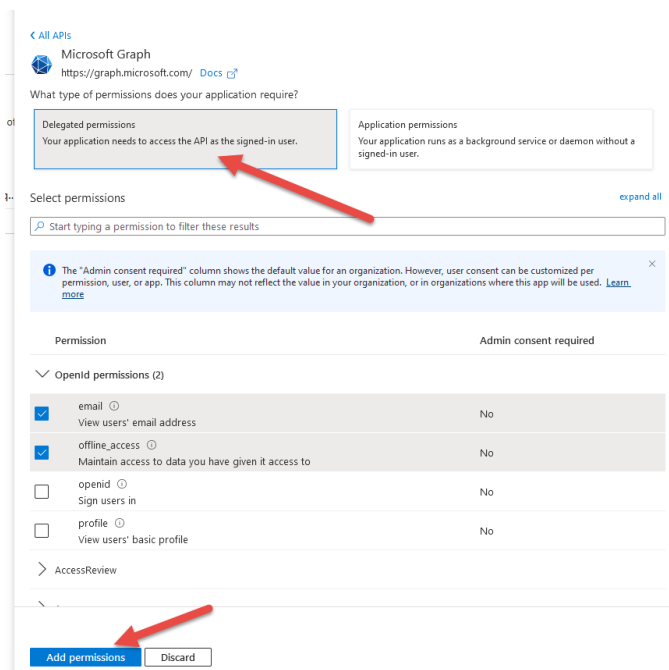 All APIs
Microsoft Graph
https://graph.microsoft.com/ Docs
What type of permissions does your application require?
Delegated permissions
Your application needs to access the API as the signed-in user.
Application permissions
Your application runs as a background service or daemon without a
signed-in user.
Select permissions
expand all
Start typing a permission to filter these results
The "Admin consent required" column shows the default value for an organization. However, user consent can be customized per
permission, user, or app. This column may not reflect the value in your organization, or in organizations where this app will be used. Learn
more
Permission Admin consent required
OpenId permissions (2)
email
View users' email address
No
offline_access
Maintain access to data you have given it access to
No
openid
Sign users in
No
profile
View users' basic profile
No
AccessReview
Add permissions Discard